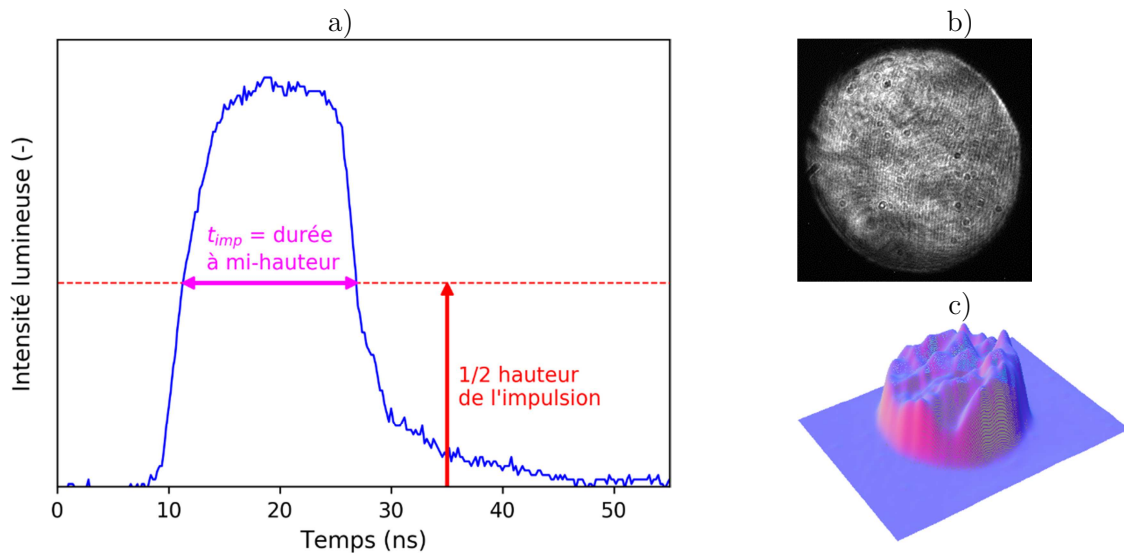 a)
b)
Intensité lumineuse (-)
t_imp = durée
à mi-hauteur
1/2 hauteur
de l'impulsion
0 10 20 30 40 50
Temps (ns)
c)